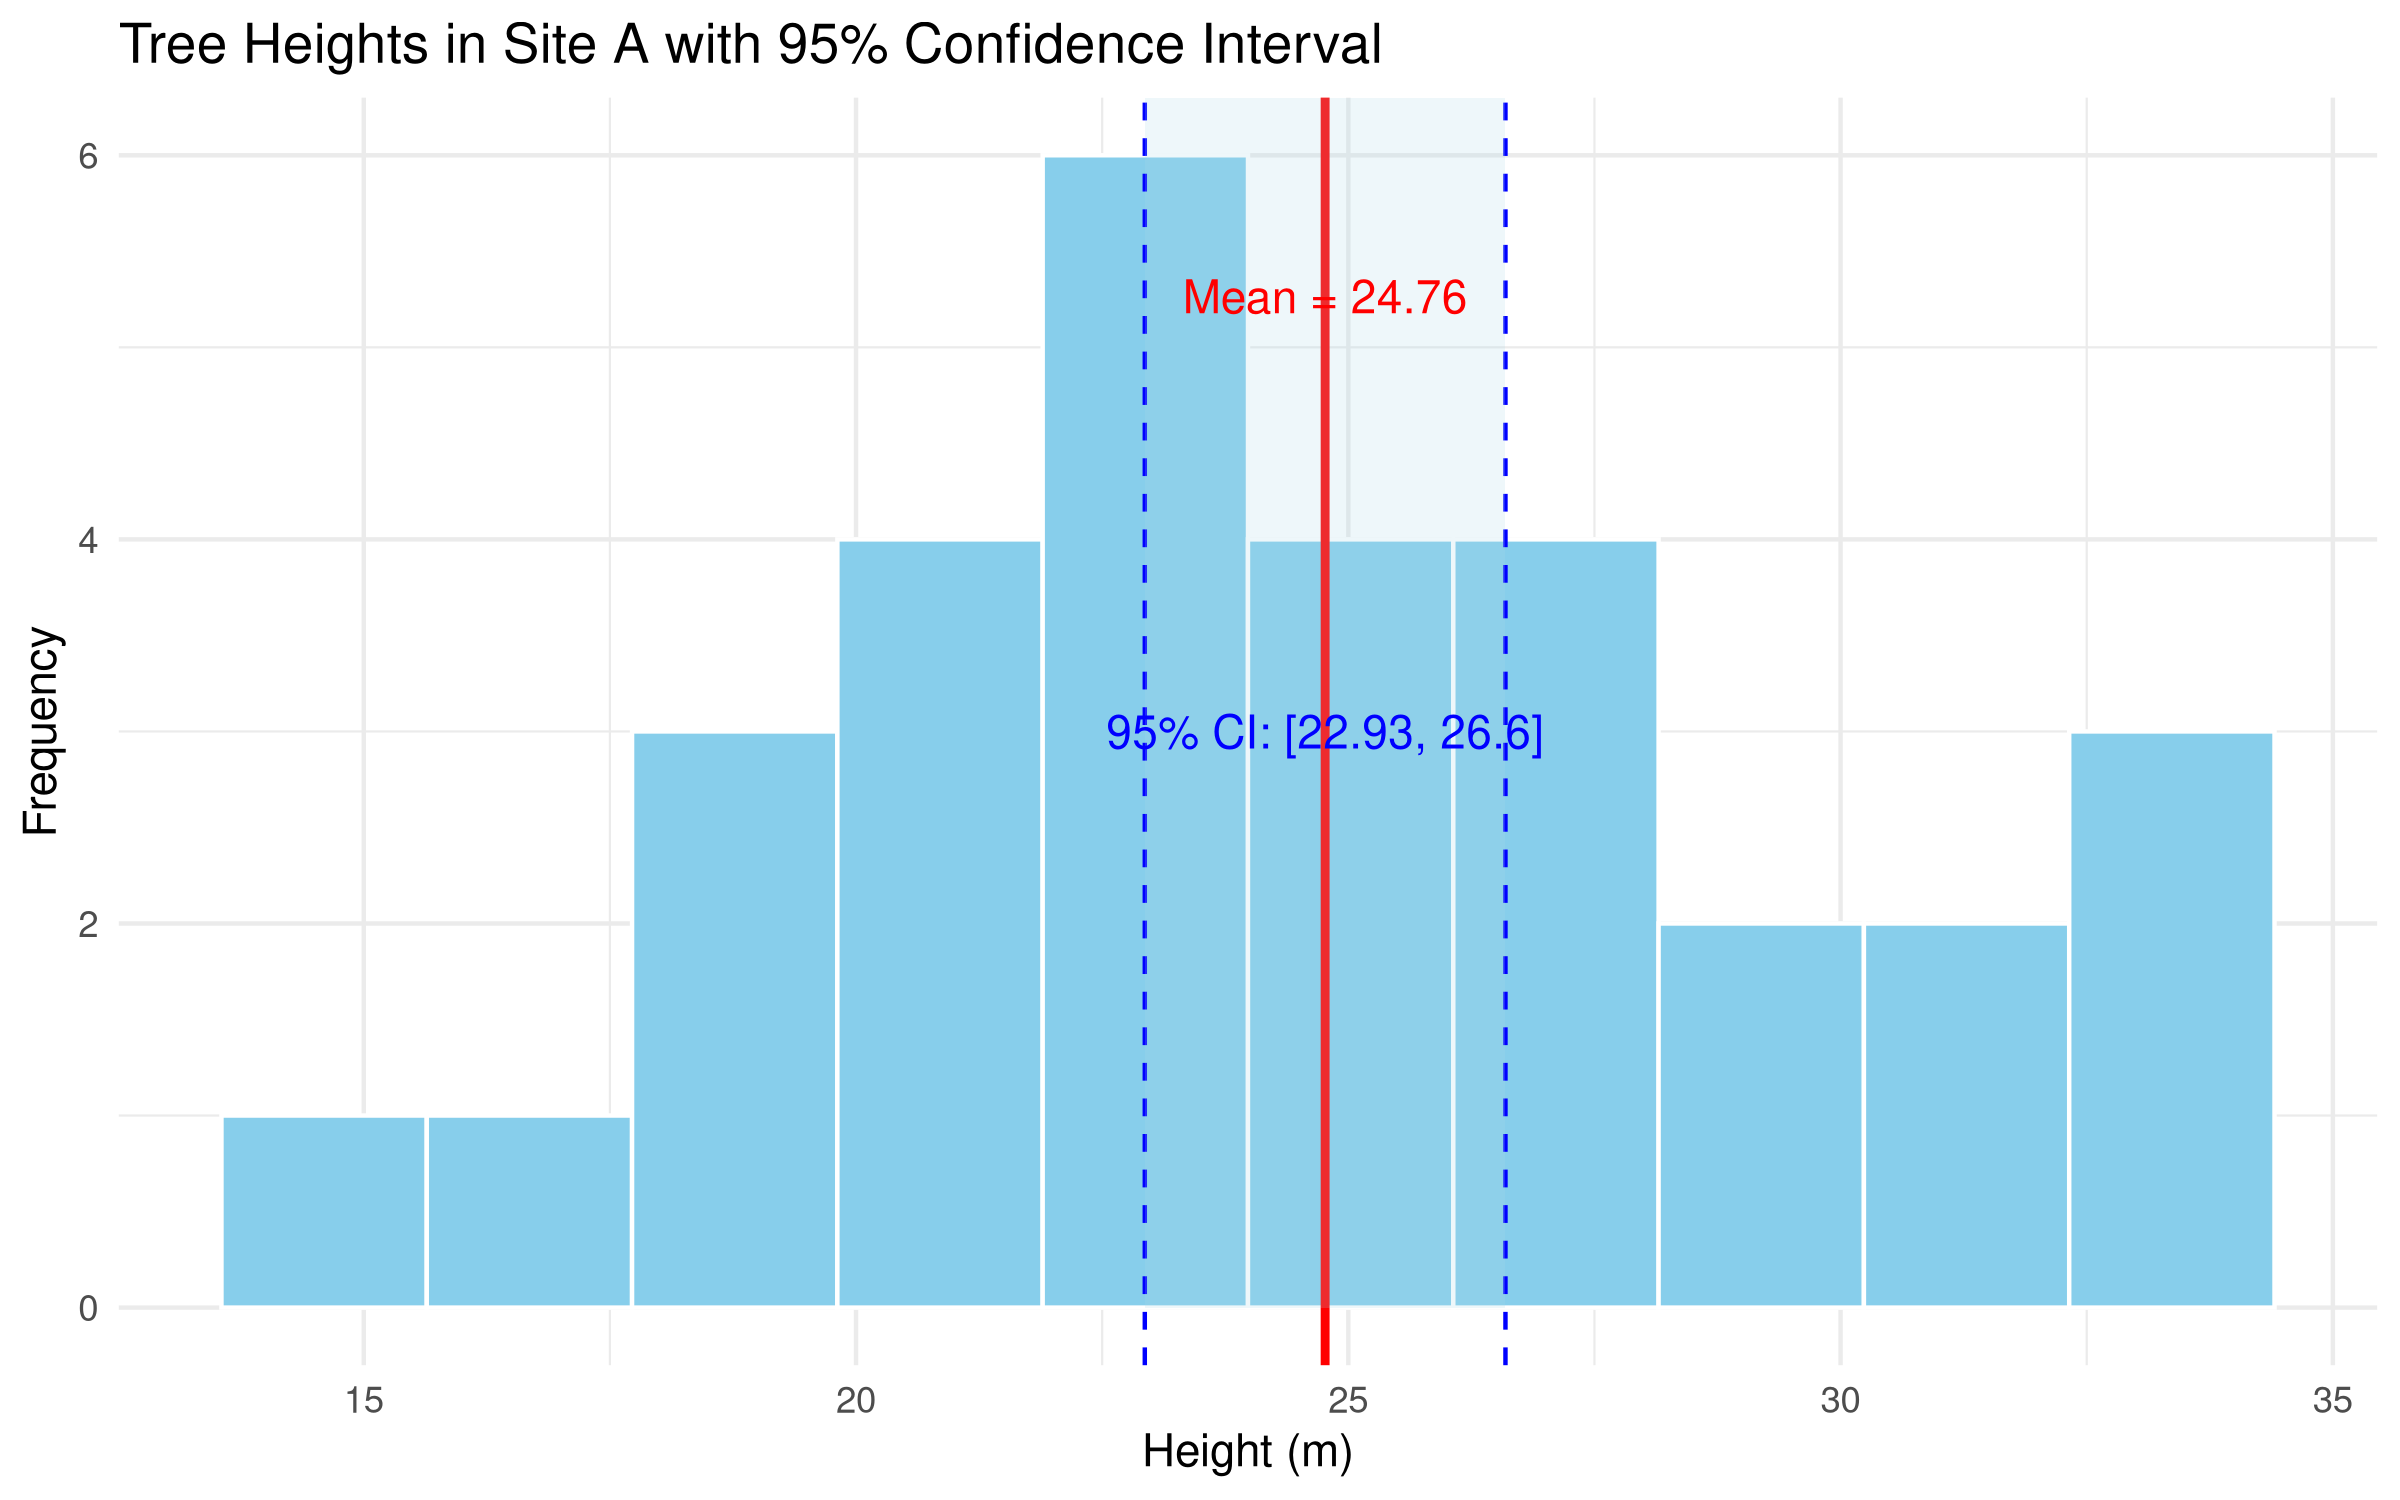 Tree Heights in Site A with 95% Confidence Interval
6
4
2
0
Frequency
Mean = 24.76
95% CI: [22.93, 26.6]
15
20
25
30
35
Height (m)